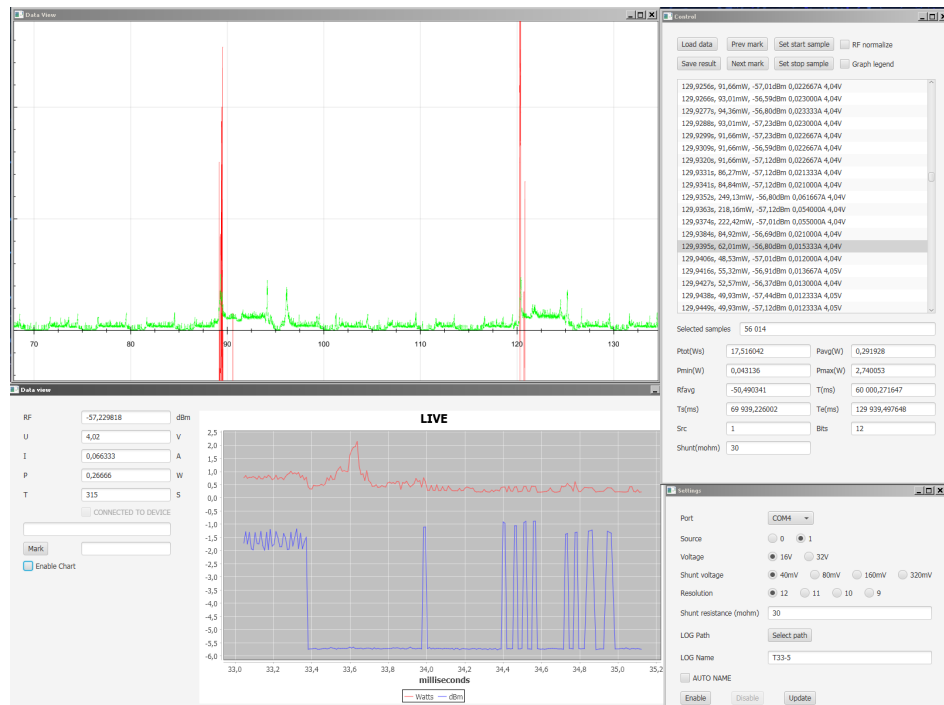 Data View
70 80 90 100 110 120 130
Control
Load data Prev mark Set start sample RF normalize
Save result Next mark Set stop sample Graph legend
129,9256s, 91,66mW, -57,01dBm 0,022667A 4,04V
129,9266s, 93,01mW, -56,59dBm 0,023000A 4,04V
129,9277s, 94,36mW, -56,80dBm 0,023333A 4,04V
129,9288s, 93,01mW, -57,23dBm 0,023000A 4,04V
129,9299s, 91,66mW, -57,23dBm 0,022667A 4,04V
129,9309s, 91,66mW, -56,59dBm 0,022667A 4,04V
129,9320s, 91,66mW, -57,12dBm 0,022667A 4,04V
129,9331s, 86,27mW, -57,12dBm 0,021333A 4,04V
129,9341s, 84,84mW, -57,12dBm 0,021000A 4,04V
129,9352s, 249,13mW, -56,80dBm 0,061667A 4,04V
129,9363s, 218,16mW, -57,12dBm 0,054000A 4,04V
129,9374s, 222,42mW, -57,01dBm 0,055000A 4,04V
129,9384s, 84,92mW, -56,69dBm 0,021000A 4,04V
129,9395s, 62,01mW, -56,80dBm 0,015333A 4,04V
129,9406s, 48,53mW, -57,01dBm 0,012000A 4,04V
129,9416s, 55,32mW, -56,91dBm 0,013667A 4,05V
129,9427s, 52,57mW, -56,37dBm 0,013000A 4,04V
129,9438s, 49,93mW, -57,44dBm 0,012333A 4,05V
129,9449s, 49,93mW, -57,12dBm 0,012333A 4,05V
Selected samples 56 014
Ptot(Ws) 17,516042 Pavg(W) 0,291928
Pmin(W) 0,043136 Pmax(W) 2,740053
Rfavg -50,490341 T(ms) 60 000,271647
Ts(ms) 69 939,226002 Te(ms) 129 939,497648
Src 1 Bits 12
Shunt(mohm) 30
Data view
RF -57,229818 dBm
U 4,02 V
I 0,066333 A
P 0,26666 W
T 315 S
CONNECTED TO DEVICE
Mark
Enable Chart
LIVE
2,5
2,0
1,5
1,0
0,5
0,0
-0,5
-1,0
-1,5
-2,0
-2,5
-3,0
-3,5
-4,0
-4,5
-5,0
-5,5
-6,0
33,0 33,2 33,4 33,6 33,8 34,0 34,2 34,4 34,6 34,8 35,0 35,2
milliseconds
Watts dBm
Settings
Port COM4
Source 0 1
Voltage 16V 32V
Shunt voltage 40mV 80mV 160mV 320mV
Resolution 12 11 10 9
Shunt resistance (mohm) 30
LOG Path Select path
LOG Name T33-5
AUTO NAME
Enable Disable Update